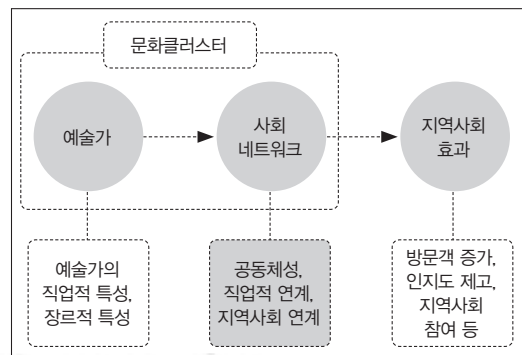 문화클러스터
예술가
사회
네트워크
지역사회
효과
예술가의
직업적 특성,
장르적 특성
공동체성,
직업적 연계,
지역사회 연계
방문객 증가,
인지도 제고,
지역사회
참여 등